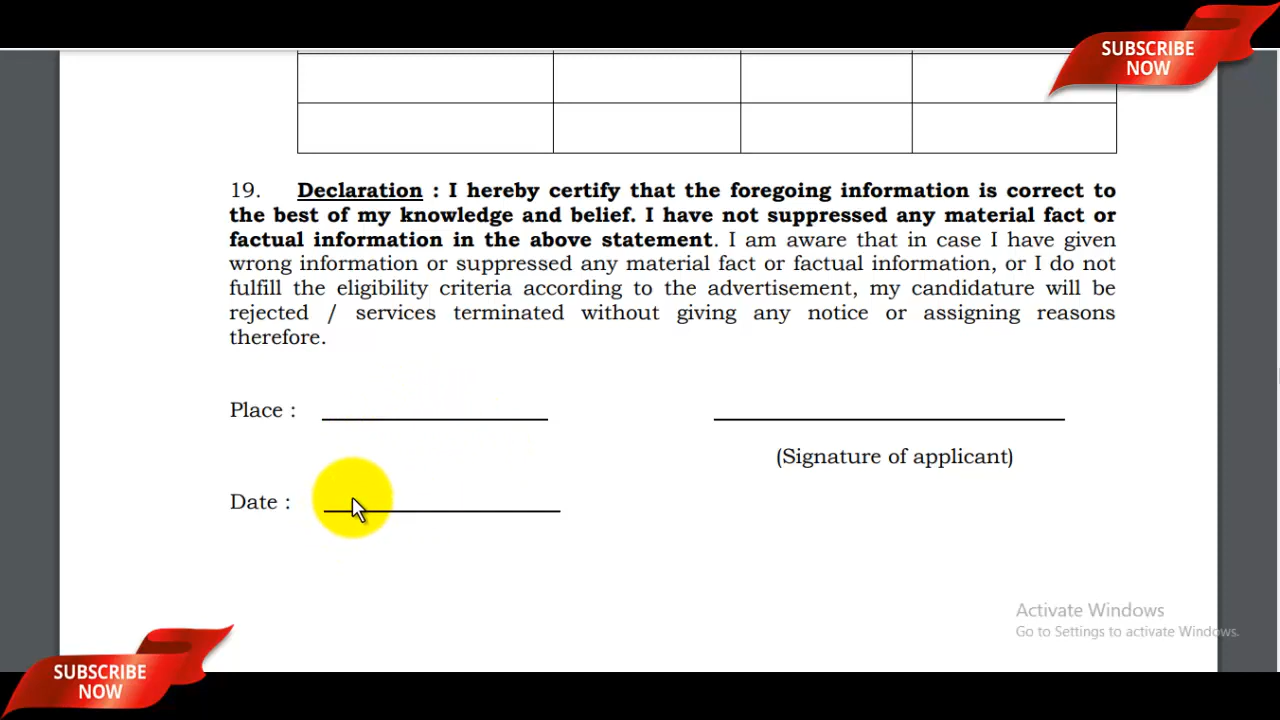 SUBSCRIBE
NOW
19. Declaration : I hereby certify that the foregoing information is correct to
the best of my knowledge and belief. I have not suppressed any material fact or
factual information in the above statement. I am aware that in case I have given
wrong information or suppressed any material fact or factual information, or I do not
fulfill the eligibility criteria according to the advertisement, my candidature will be
rejected / services terminated without giving any notice or assigning reasons
therefore.
Place :
(Signature of applicant)
Date :
Activate Windows
Go to Settings to activate Windows.
SUBSCRIBE
NOW